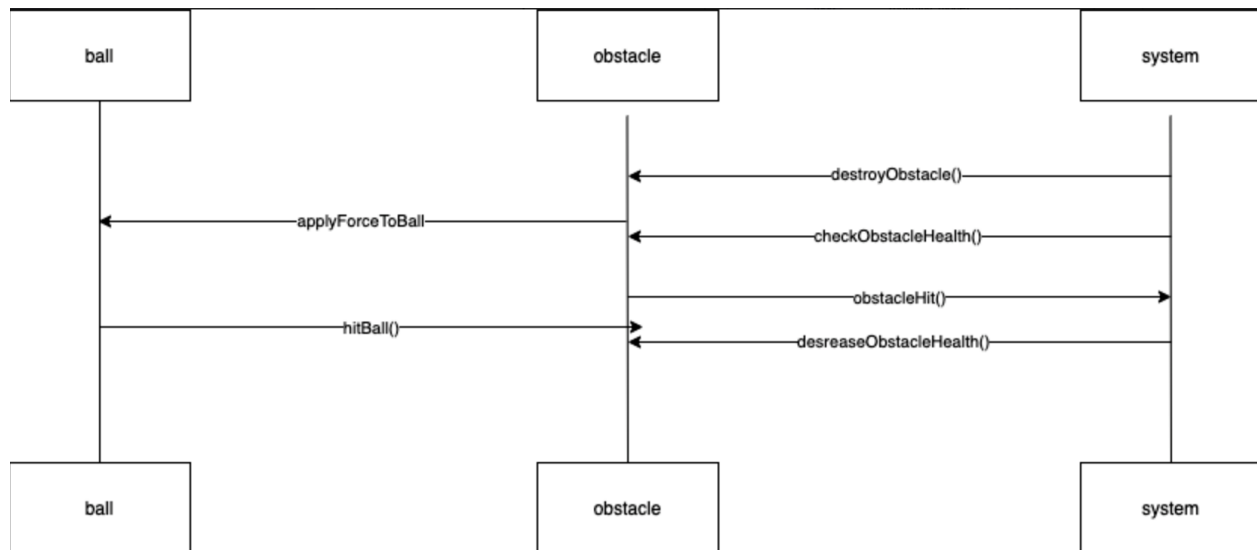 ball
obstacle
system
destroyObstacle()
applyForceToBall
checkObstacleHealth()
obstacleHit()
hitBall()
desreaseObstacleHealth()
ball
obstacle
system